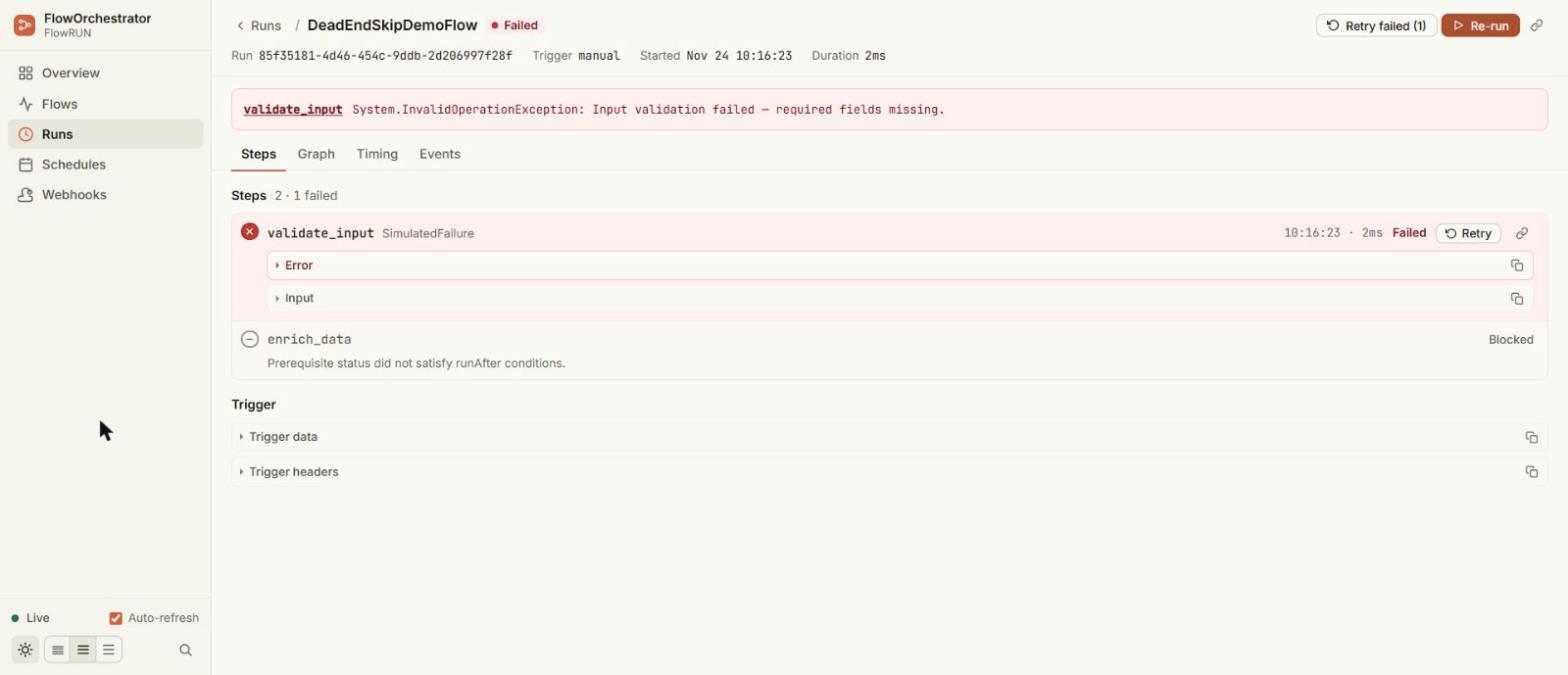 FlowOrchestrator
FlowRUN
Overview
Flows
Runs
Schedules
Webhooks
Live
Auto-refresh
Runs / DeadEndSkipDemoFlow Failed
Retry failed (1)
Re-run
Run 85f35181-4d46-454c-9ddb-2d206997f28f Trigger manual Started Nov 24 10:16:23 Duration 2ms
validate_input System.InvalidOperationException: Input validation failed — required fields missing.
Steps Graph Timing Events
Steps 2 · 1 failed
validate_input SimulatedFailure 10:16:23 · 2ms Failed Retry
Error
Input
enrich_data Blocked
Prerequisite status did not satisfy runAfter conditions.
Trigger
Trigger data
Trigger headers